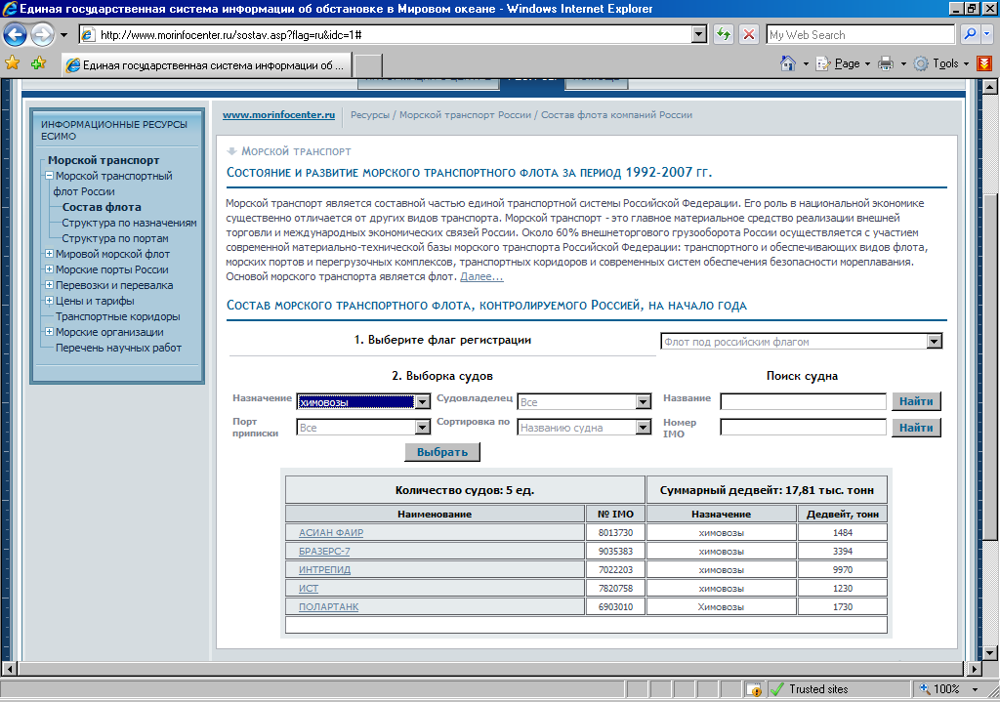 Единая государственная система информации об обстановке в Мировом океане - Windows Internet Explorer
http://www.morinfocenter.ru/sostav.asp?flag=ru&idc=1#
My Web Search
Единая государственная система информации об ...
Page
Tools
ИНФОРМАЦИОННЫЕ РЕСУРСЫ
ЕСИМО
Морской транспорт
Морской транспортный
флот России
Состав флота
Структура по назначениям
Структура по портам
Мировой морской флот
Морские порты России
Перевозки и перевалка
Цены и тарифы
Транспортные коридоры
Морские организации
Перечень научных работ
www.morinfocenter.ru Ресурсы / Морской транспорт России / Состав флота компаний России
Морской транспорт
Состояние и развитие морского транспортного флота за период 1992-2007 гг.
Морской транспорт является составной частью единой транспортной системы Российской Федерации. Его роль в национальной экономике
существенно отличается от других видов транспорта. Морской транспорт - это главное материальное средство реализации внешней
торговли и международных экономических связей России. Около 60% внешнеторгового грузооборота России осуществляется с участием
современной материально-технической базы морского транспорта Российской Федерации: транспортного и обеспечивающих видов флота,
морских портов и перегрузочных комплексов, транспортных коридоров и современных систем обеспечения безопасности мореплавания.
Основой морского транспорта является флот. Далее...
Состав морского транспортного флота, контролируемого Россией, на начало года
1. Выберите флаг регистрации Флот под российским флагом
2. Выборка судов Поиск судна
Назначение химовозы Судовладелец Все Название Найти
Порт приписки Все Сортировка по Названию судна Номер IMO Найти
Выбрать
Количество судов: 5 ед. Суммарный дедвейт: 17,81 тыс. тонн
Наименование № IMO Назначение Дедвейт, тонн
АСИАН ФАИР 8013730 химовозы 1484
БРАЗЕРС-7 9035383 химовозы 3394
ИНТРЕПИД 7022203 химовозы 9970
ИСТ 7820758 химовозы 1230
ПОЛАРТАНК 6903010 Химовозы 1730
Trusted sites 100%